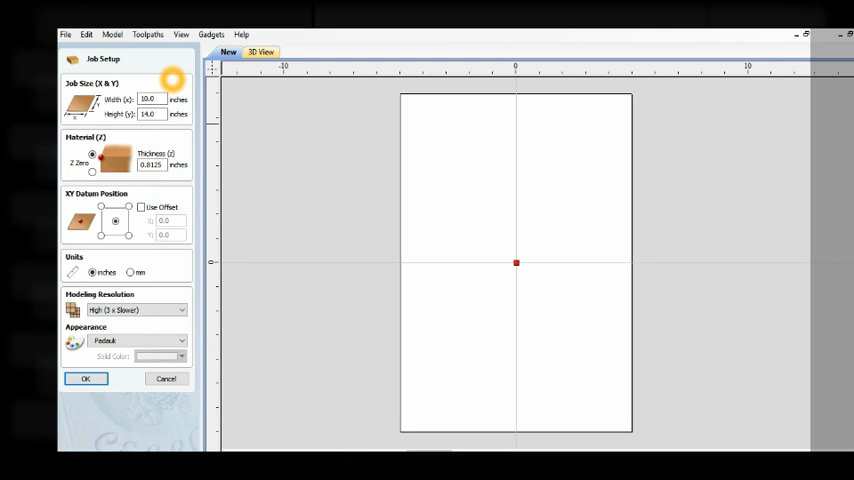 File Edit Model Toolpaths View Gadgets Help
New 3D View
Job Setup
-10 0 10
Job Size (X & Y)
Width (x): 10.0 inches
Height (y): 14.0 inches
Y
X
Material (Z)
Thickness (z)
Z Zero 0.8125 inches
XY Datum Position
Use Offset
X: 0.0
Y: 0.0
0
Units
inches mm
Modeling Resolution
High (3 x Slower)
Appearance
Padauk
Solid Color:
OK Cancel